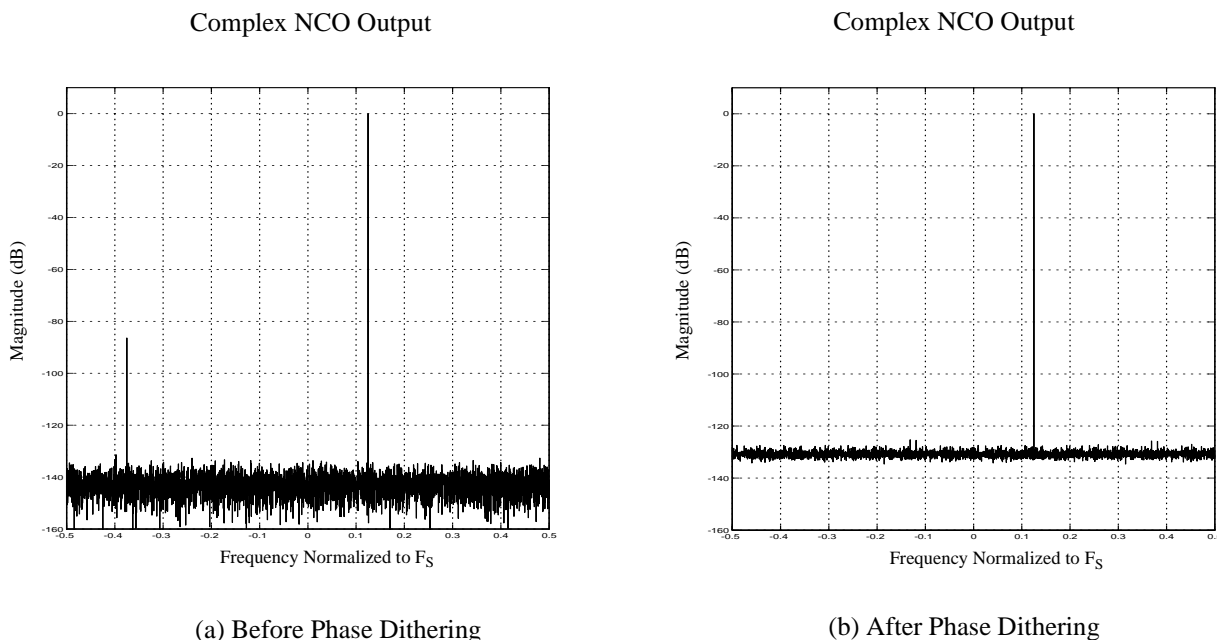 Complex NCO Output
Magnitude (dB)
0
-20
-40
-60
-80
-100
-120
-140
-160
-0.5 -0.4 -0.3 -0.2 -0.1 0 0.1 0.2 0.3 0.4 0.5
Frequency Normalized to FS
(a) Before Phase Dithering
Complex NCO Output
Magnitude (dB)
0
-20
-40
-60
-80
-100
-120
-140
-160
-0.5 -0.4 -0.3 -0.2 -0.1 0 0.1 0.2 0.3 0.4
Frequency Normalized to FS
(b) After Phase Dithering